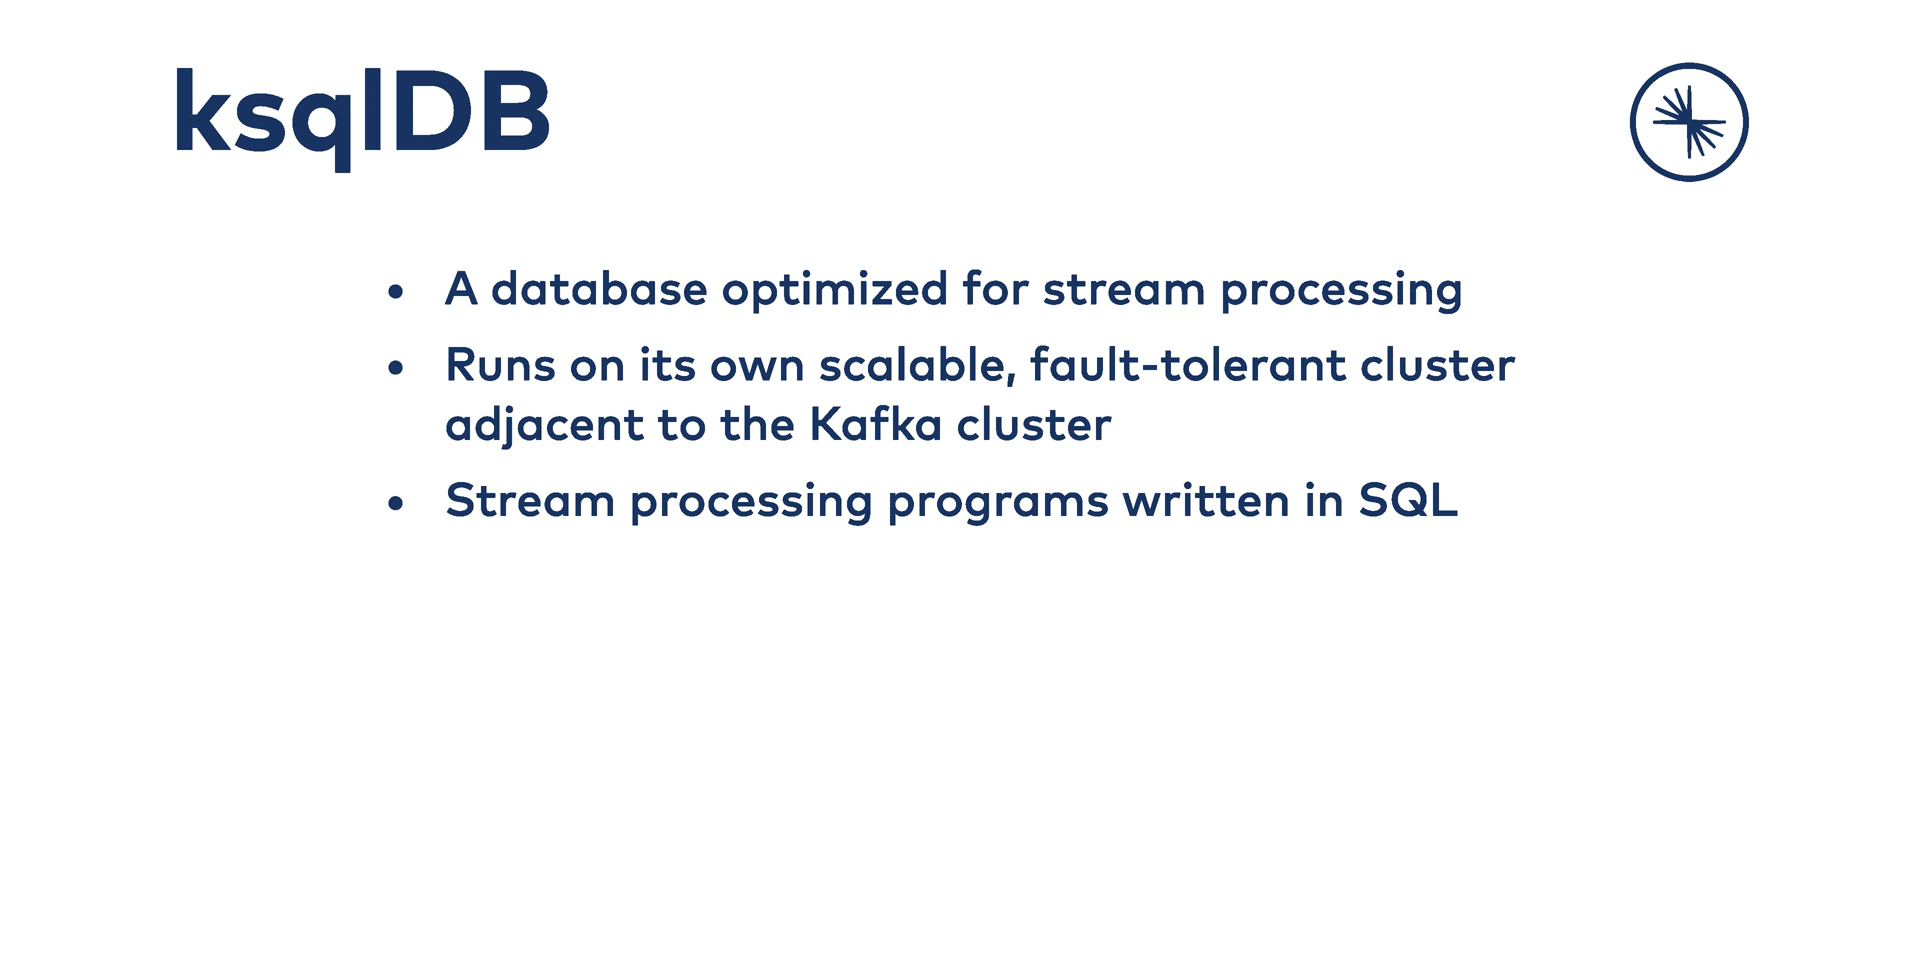 ksqlDB
• A database optimized for stream processing
• Runs on its own scalable, fault-tolerant cluster
adjacent to the Kafka cluster
• Stream processing programs written in SQL